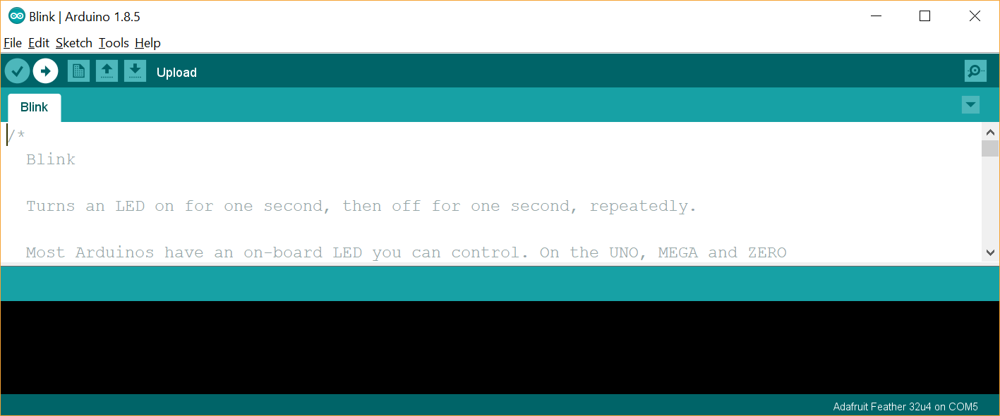 Blink | Arduino 1.8.5
File Edit Sketch Tools Help
Upload
Blink
/*
Blink
Turns an LED on for one second, then off for one second, repeatedly.
Most Arduinos have an on-board LED you can control. On the UNO, MEGA and ZERO
Adafruit Feather 32u4 on COM5